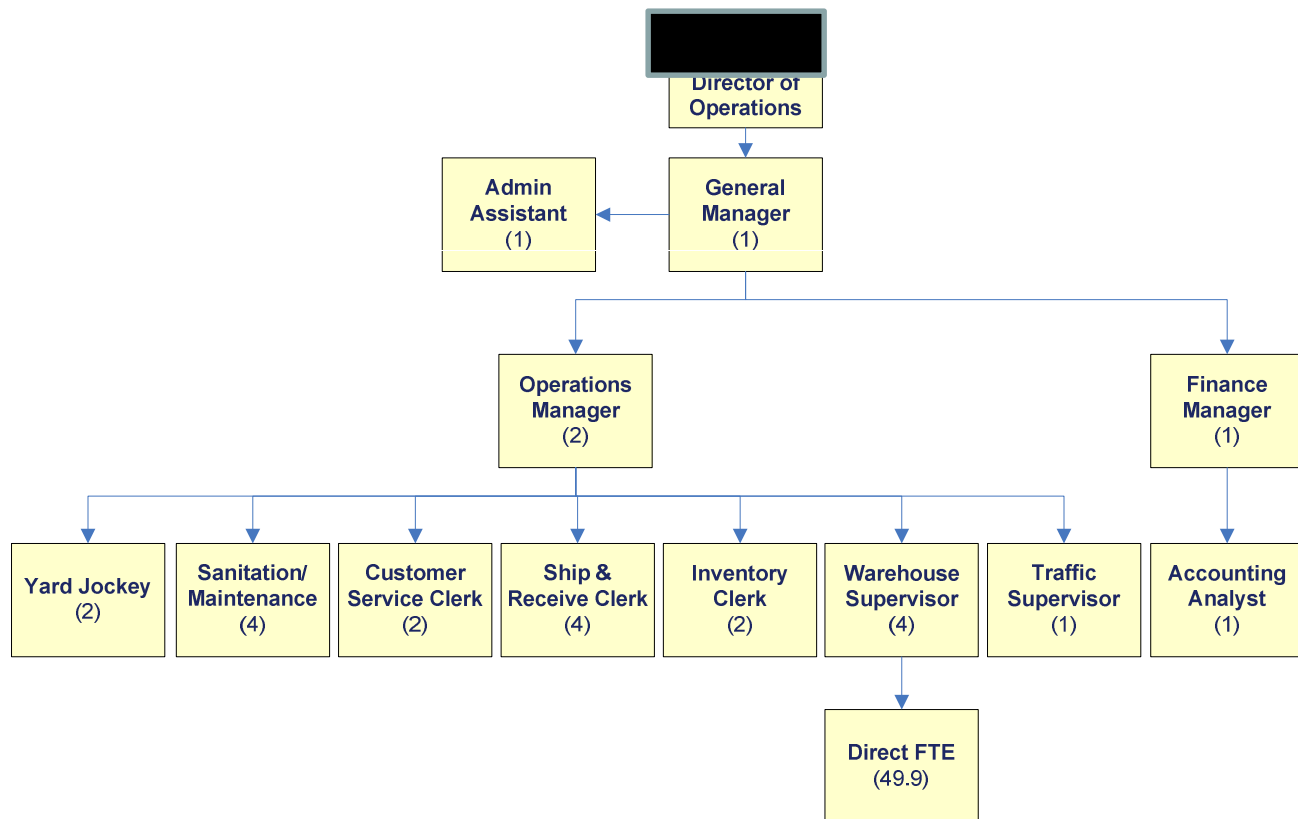 Director of
Operations
Admin
Assistant
(1)
General
Manager
(1)
Operations
Manager
(2)
Finance
Manager
(1)
Yard Jockey
(2)
Sanitation/
Maintenance
(4)
Customer
Service Clerk
(2)
Ship &
Receive Clerk
(4)
Inventory
Clerk
(2)
Warehouse
Supervisor
(4)
Traffic
Supervisor
(1)
Accounting
Analyst
(1)
Direct FTE
(49.9)